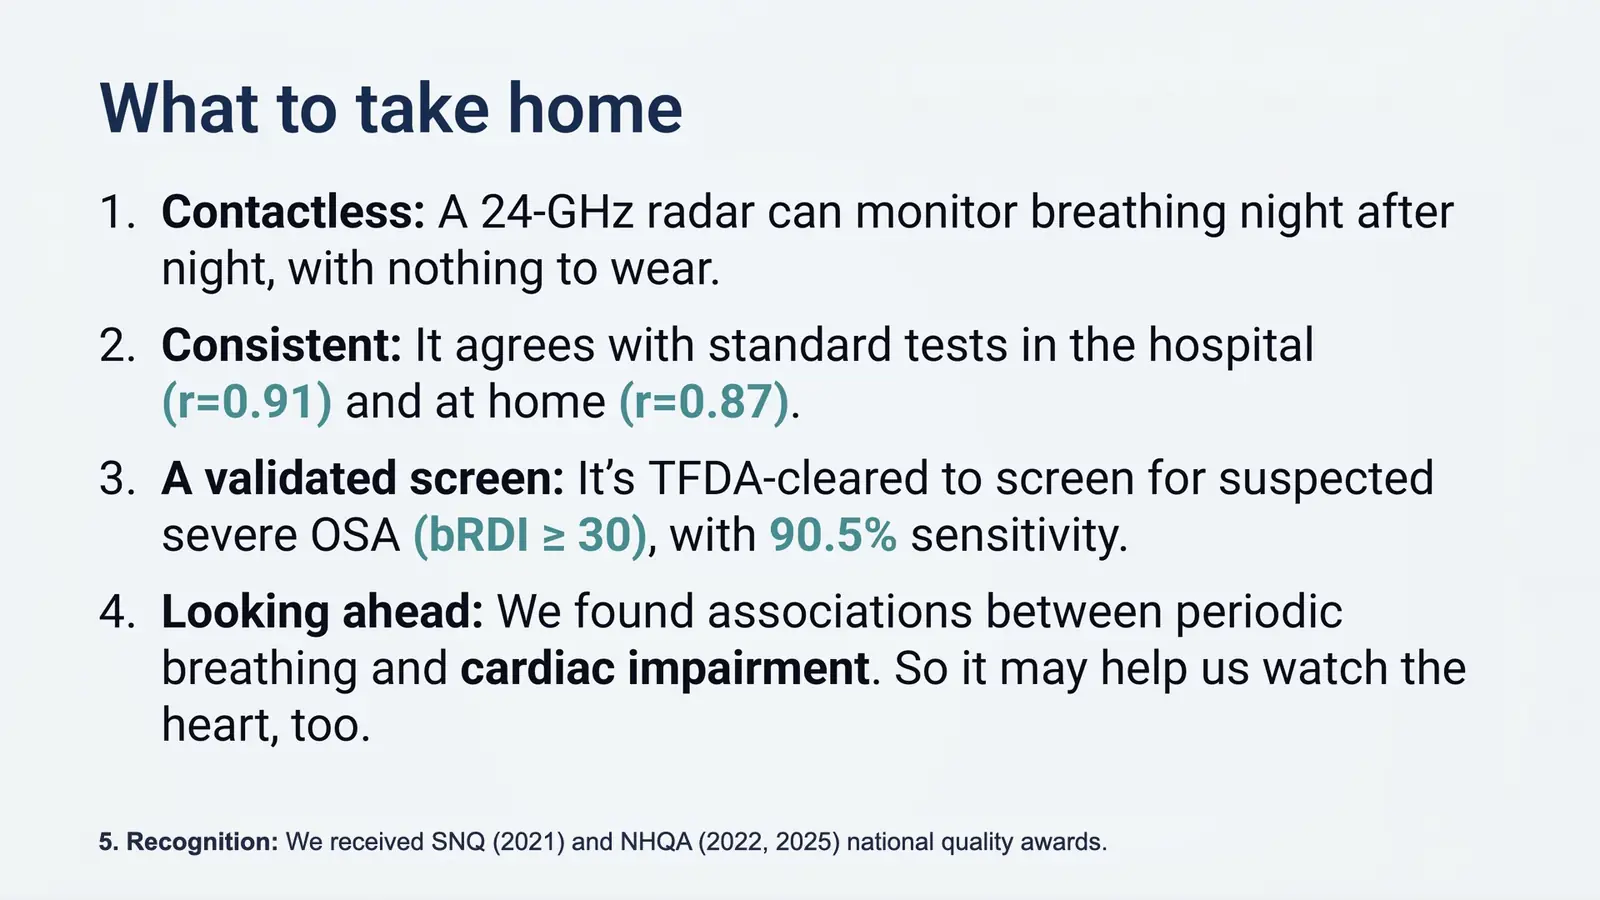 What to take home
1. Contactless: A 24-GHz radar can monitor breathing night after
night, with nothing to wear.
2. Consistent: It agrees with standard tests in the hospital
(r=0.91) and at home (r=0.87).
3. A validated screen: It’s TFDA-cleared to screen for suspected
severe OSA (bRDI ≥ 30), with 90.5% sensitivity.
4. Looking ahead: We found associations between periodic
breathing and cardiac impairment. So it may help us watch the
heart, too.
5. Recognition: We received SNQ (2021) and NHQA (2022, 2025) national quality awards.